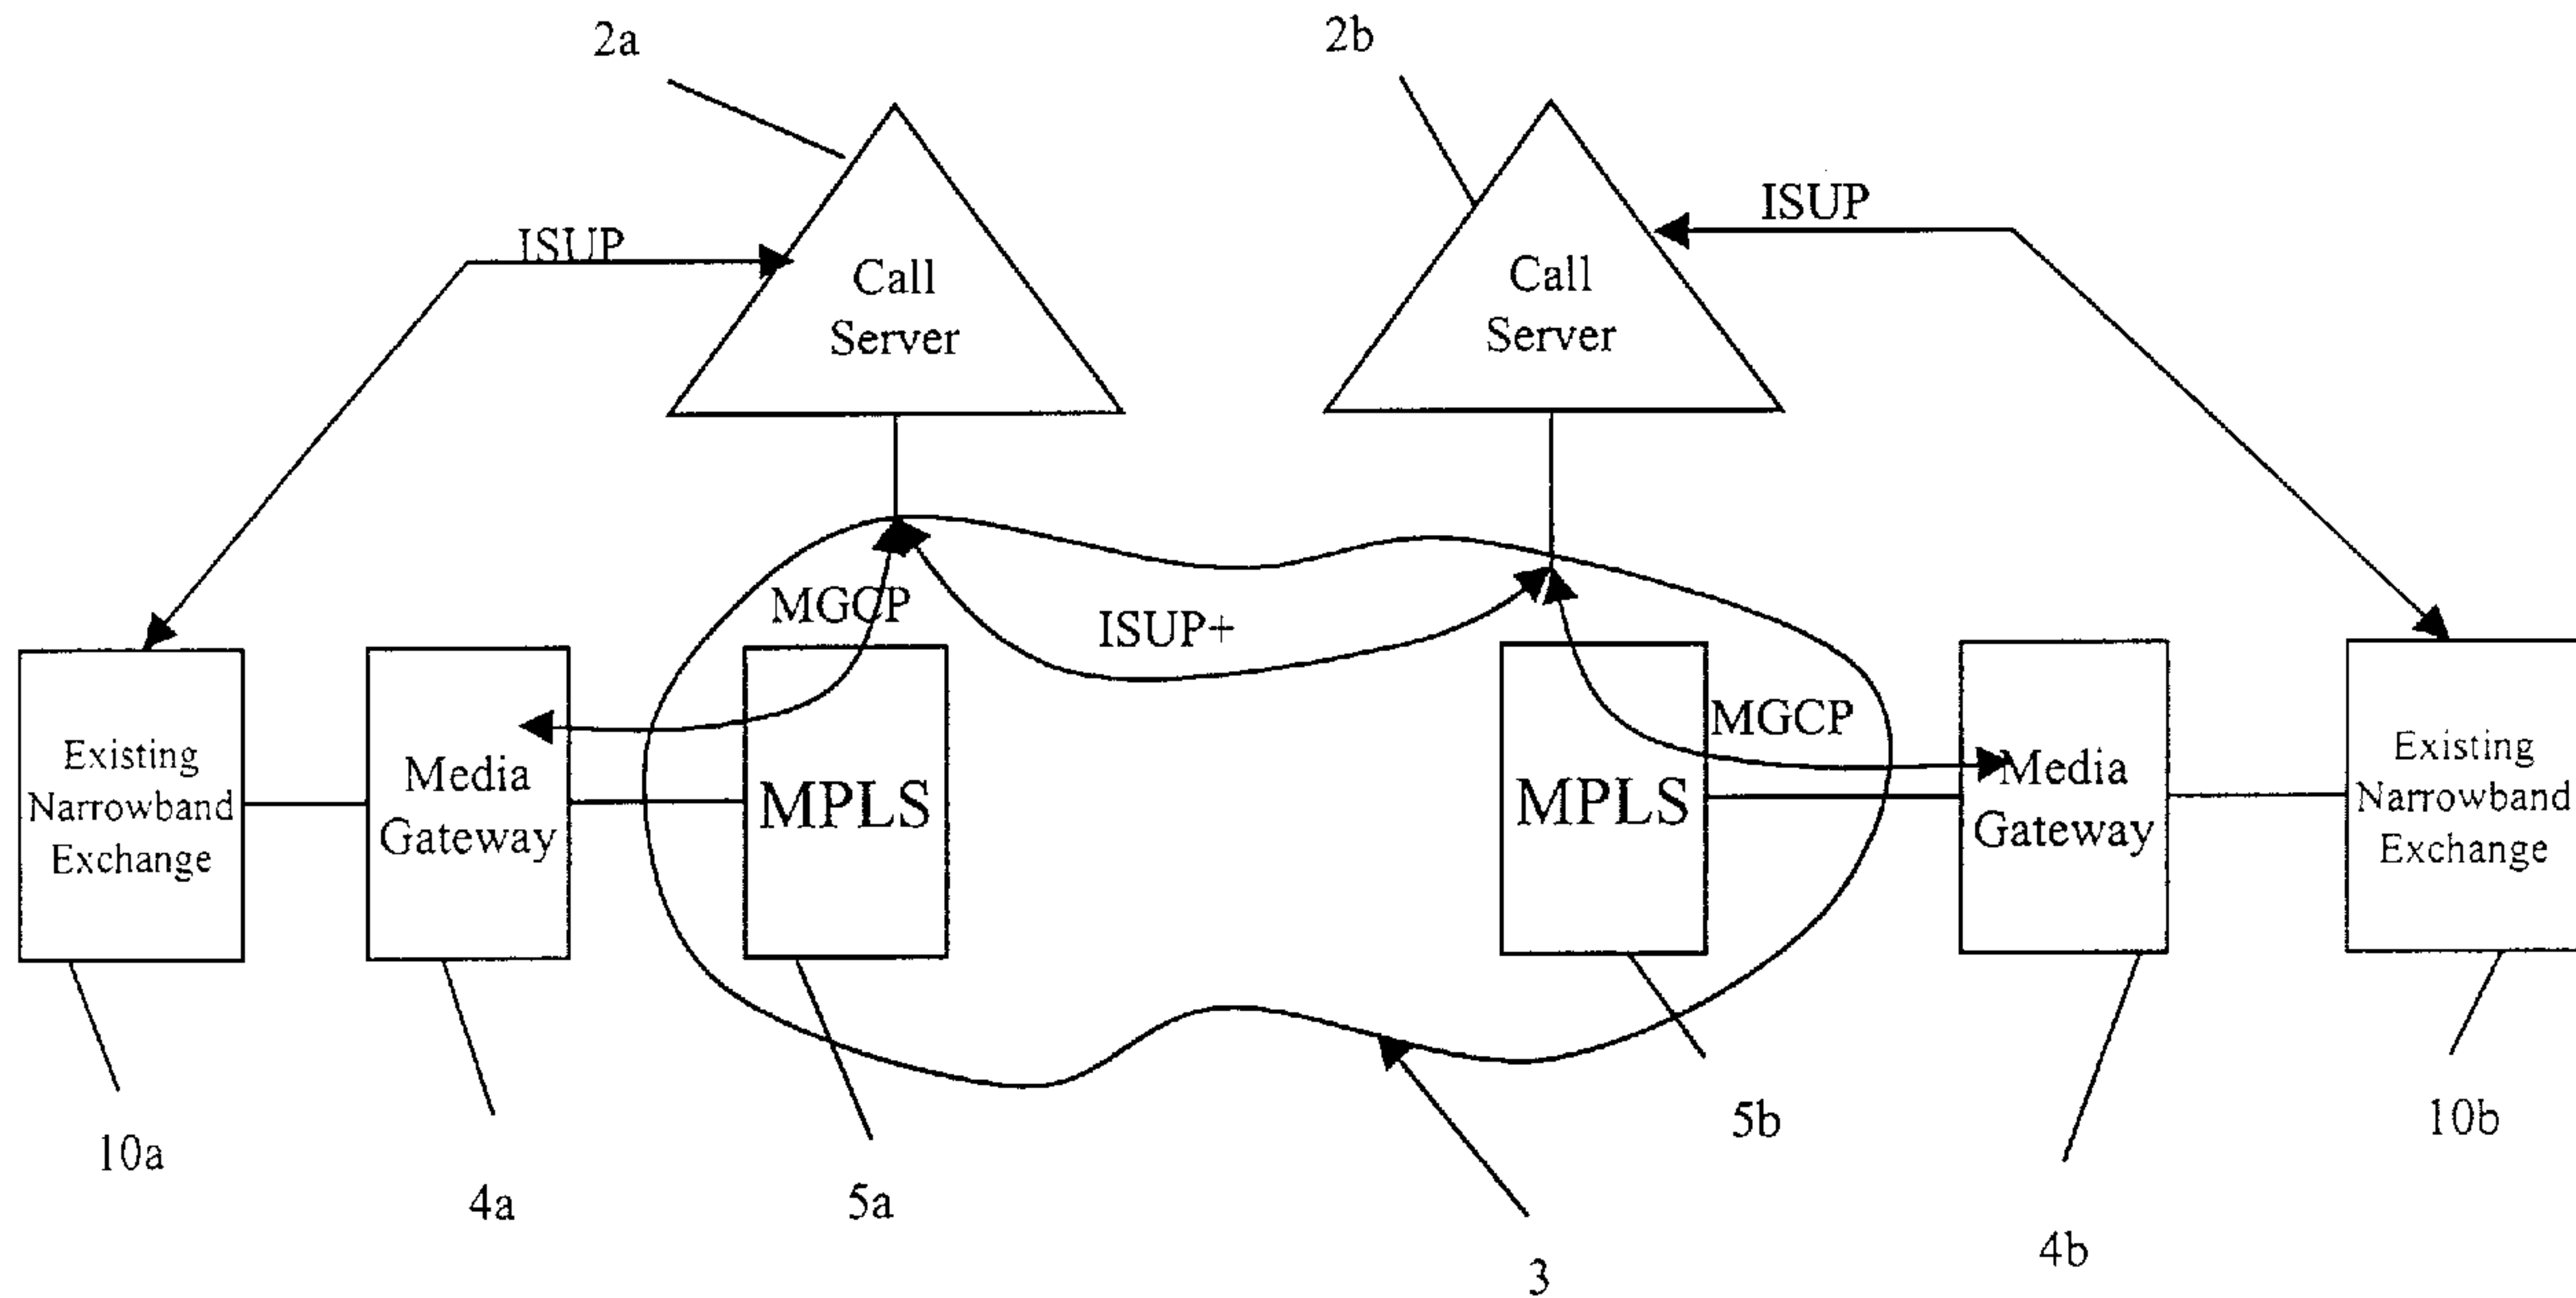 2a
2b
ISUP
ISUP
Call
Server
Call
Server
MGCP
ISUP+
MGCP
Existing
Narrowband
Exchange
Media
Gateway
MPLS
MPLS
Media
Gateway
Existing
Narrowband
Exchange
10a
4a
5a
3
5b
4b
10b